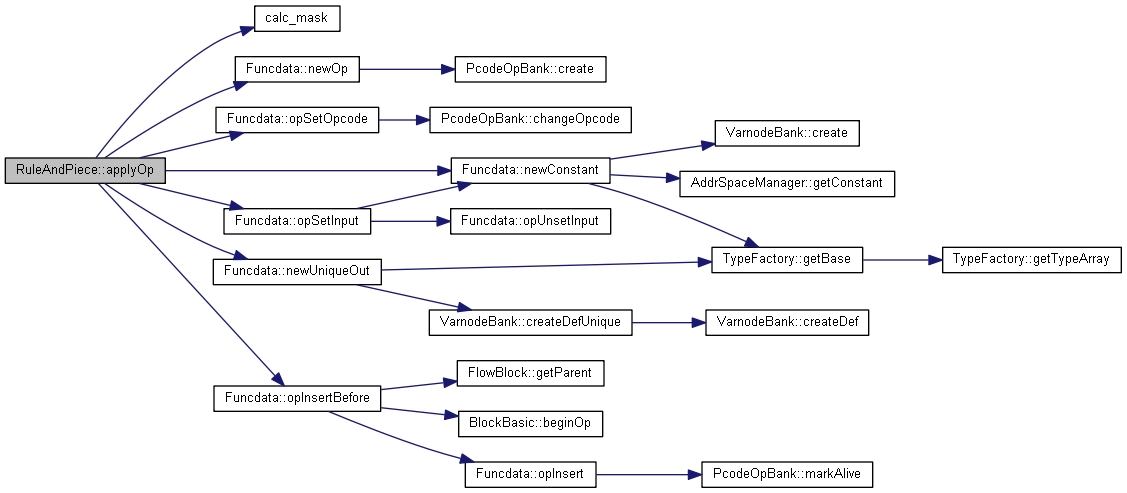 calc_mask
Funcdata::newOp
PcodeOpBank::create
Funcdata::opSetOpcode
PcodeOpBank::changeOpcode
VarnodeBank::create
RuleAndPiece::applyOp
Funcdata::newConstant
AddrSpaceManager::getConstant
Funcdata::opSetInput
Funcdata::opUnsetInput
Funcdata::newUniqueOut
TypeFactory::getBase
TypeFactory::getTypeArray
VarnodeBank::createDefUnique
VarnodeBank::createDef
FlowBlock::getParent
Funcdata::opInsertBefore
BlockBasic::beginOp
Funcdata::opInsert
PcodeOpBank::markAlive